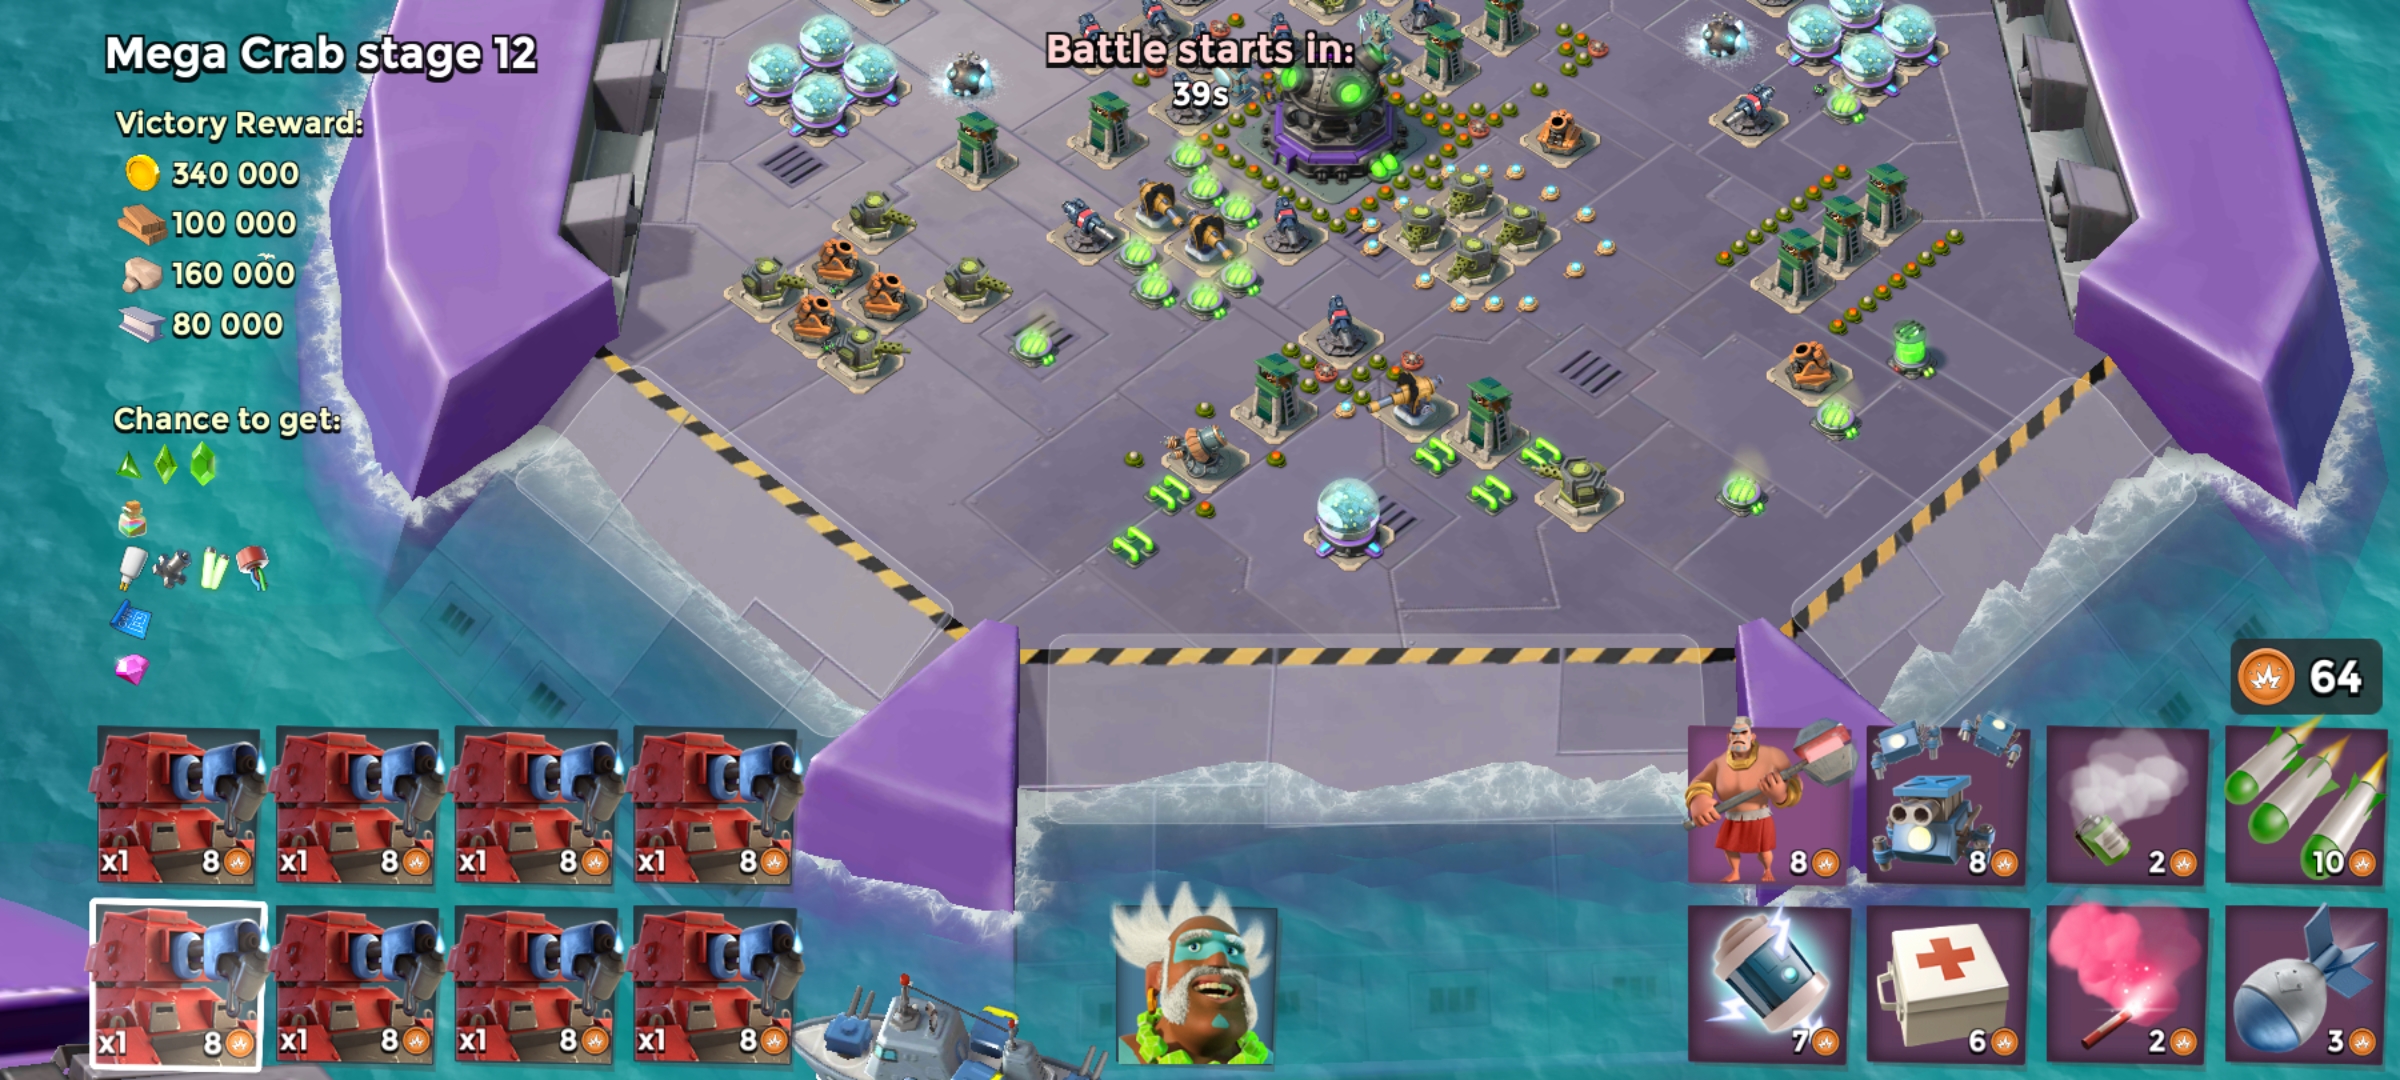 Mega Crab stage 12
Battle starts in:
39s
Victory Reward:
340 000
100 000
160 000
80 000
Chance to get:
64
x1 8
x1 8
x1 8
x1 8
8
8
2
10
x1 8
x1 8
x1 8
x1 8
7
6
2
3